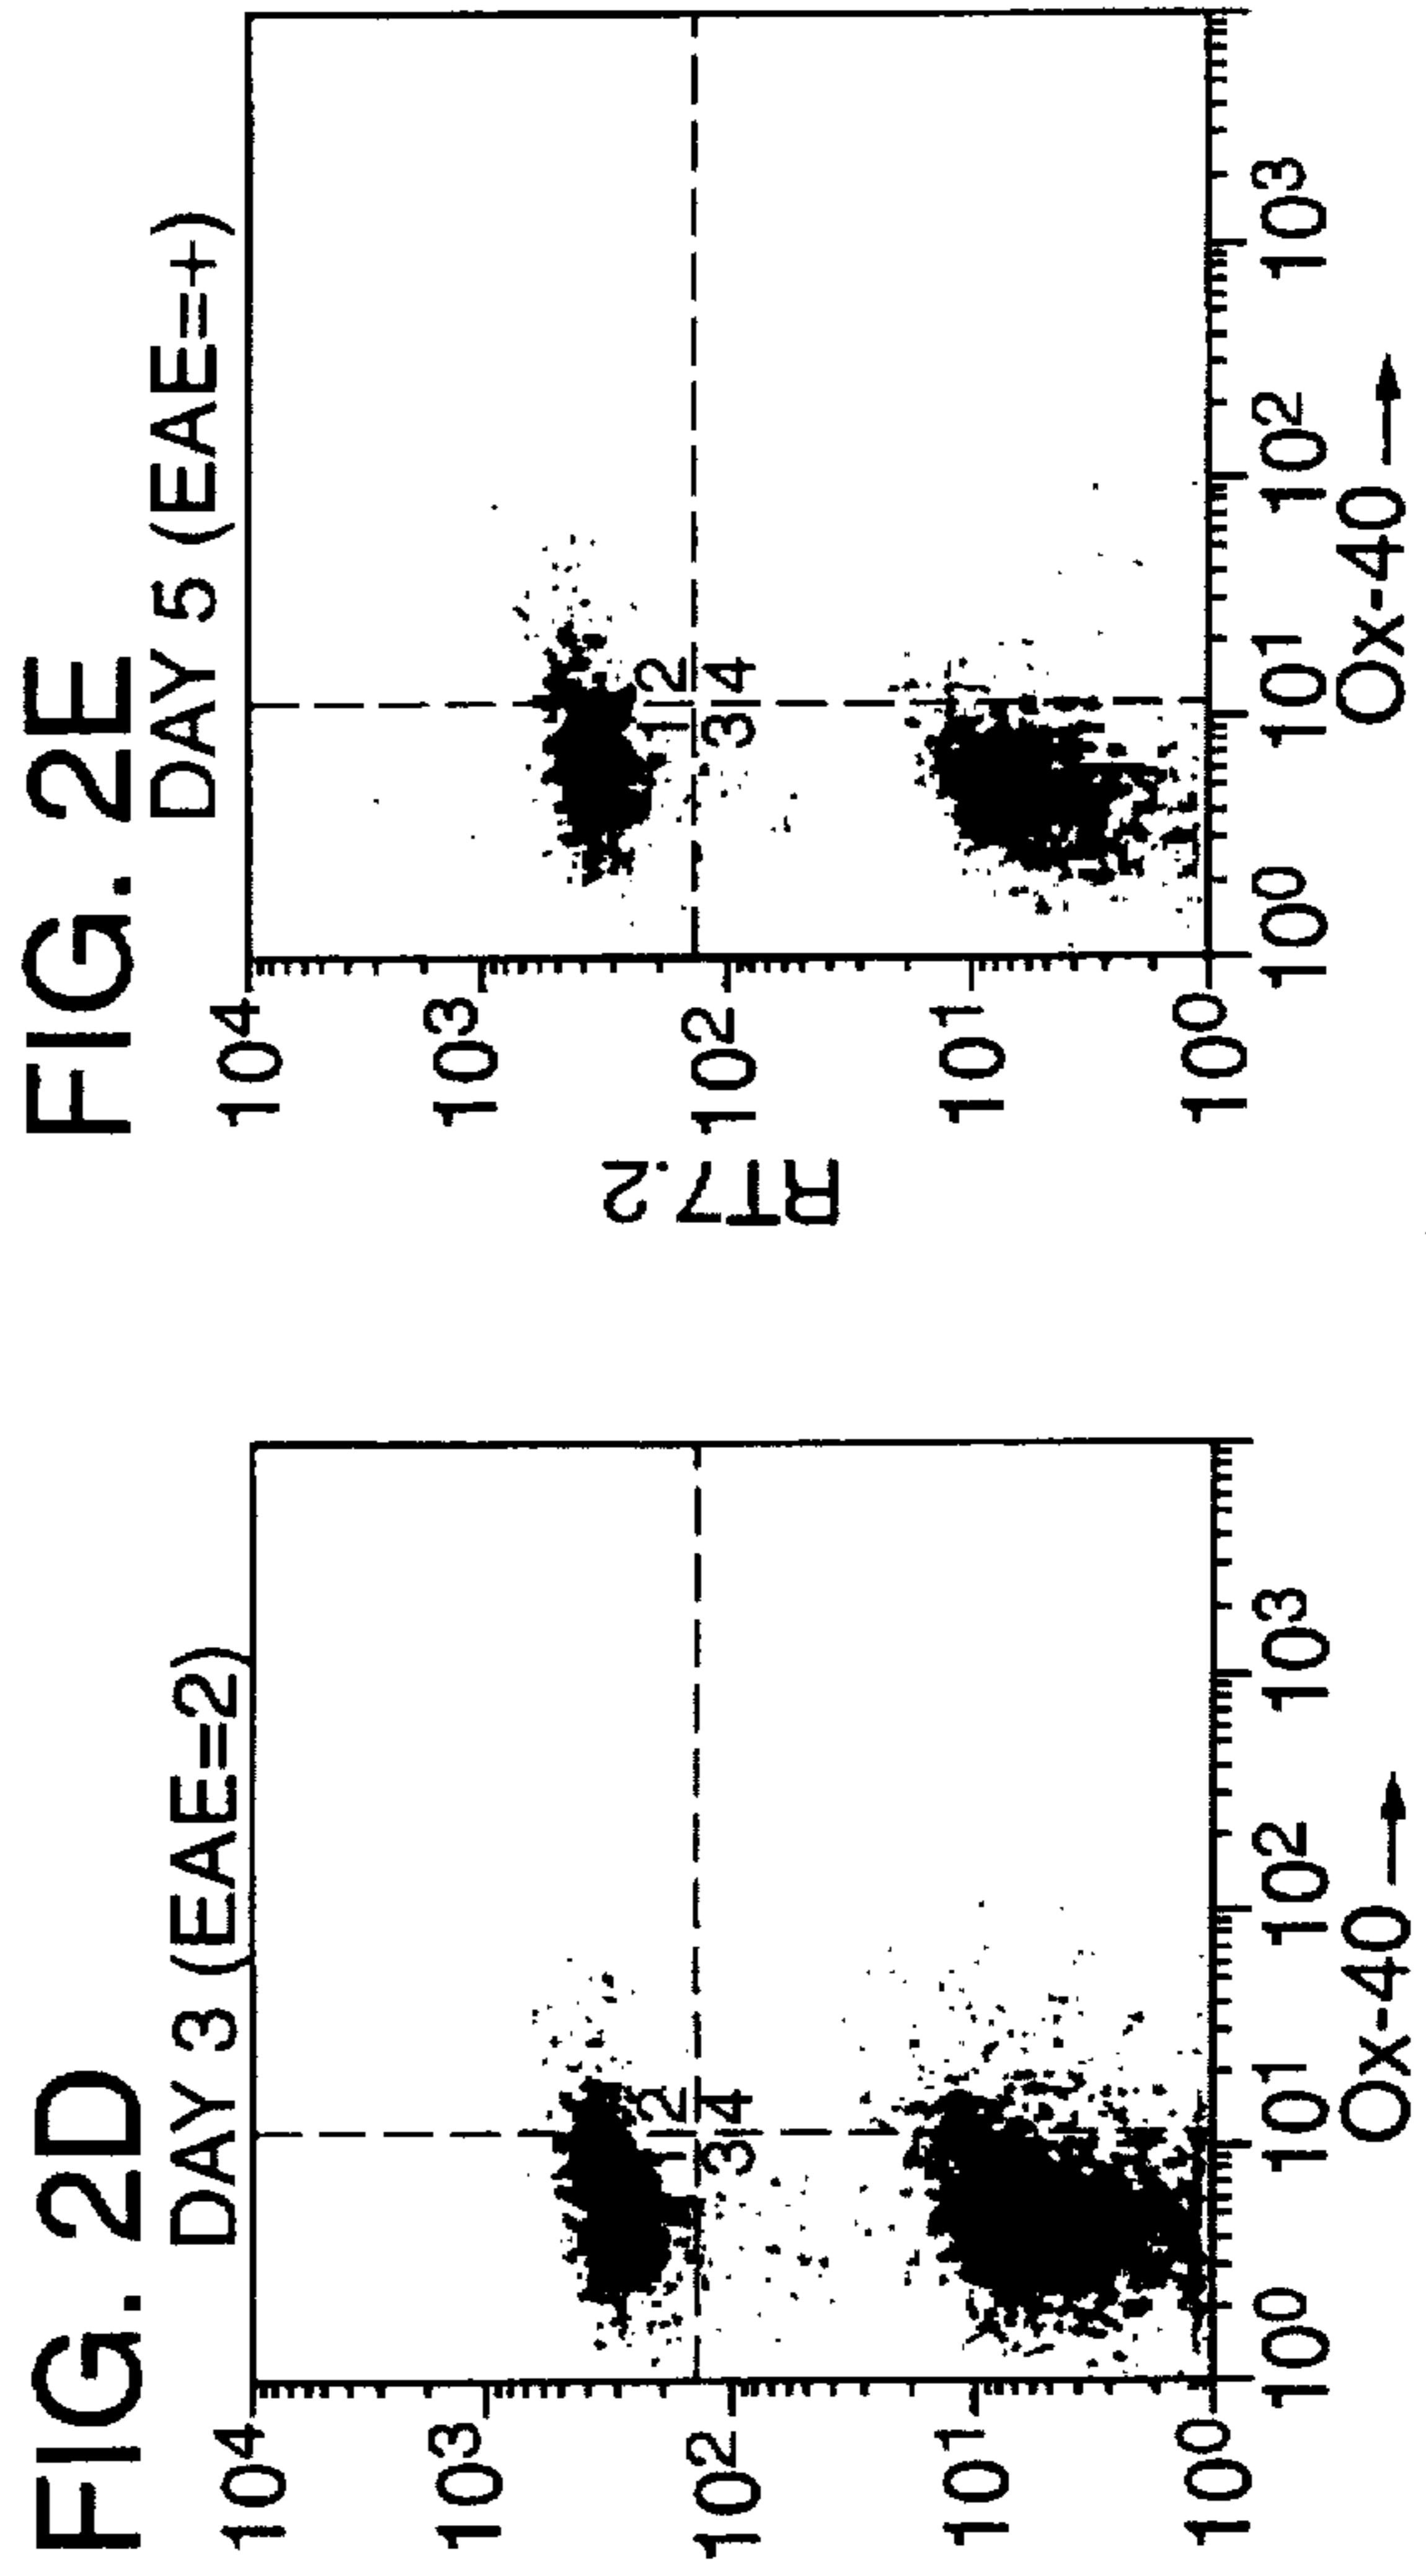 FIG. 2D
DAY 3 (EAE=2)
10⁴
10³
10²
10¹
10⁰
1 2
3 4
10⁰ 10¹ 10² 10³
Ox-40
FIG. 2E
DAY 5 (EAE=+)
RT7.2
10⁴
10³
10²
10¹
10⁰
1 2
3 4
10⁰ 10¹ 10² 10³
Ox-40